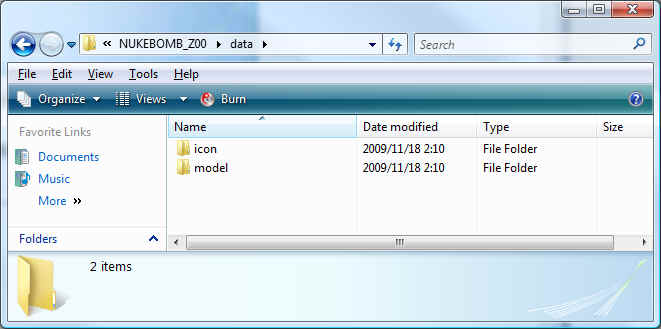 « NUKEBOMB_Z00 data Search
File Edit View Tools Help
Organize Views Burn
Favorite Links
Documents
Music
More »
Folders
Name Date modified Type Size
icon 2009/11/18 2:10 File Folder
model 2009/11/18 2:10 File Folder
2 items